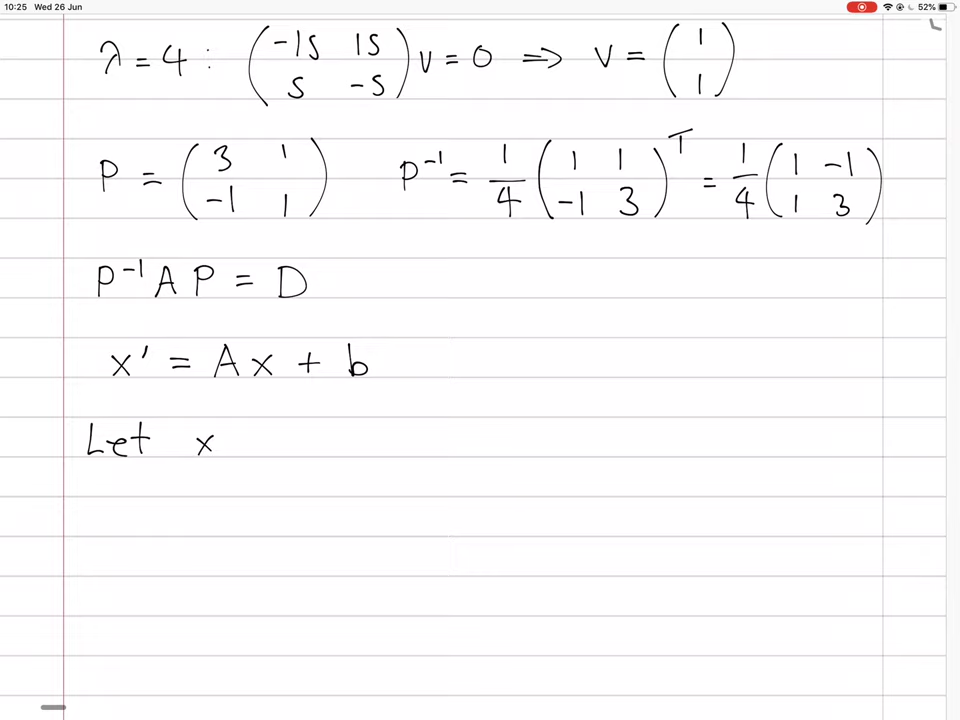 10:25 Wed 26 Jun 52%
λ = 4 : (-15 15; 5 -5) v = 0 ⇒ v = (1; 1)
P = (3 1; -1 1) P⁻¹ = 1/4 (1 1; -1 3)ᵀ = 1/4 (1 -1; 1 3)
P⁻¹ A P = D
x' = Ax + b
Let x